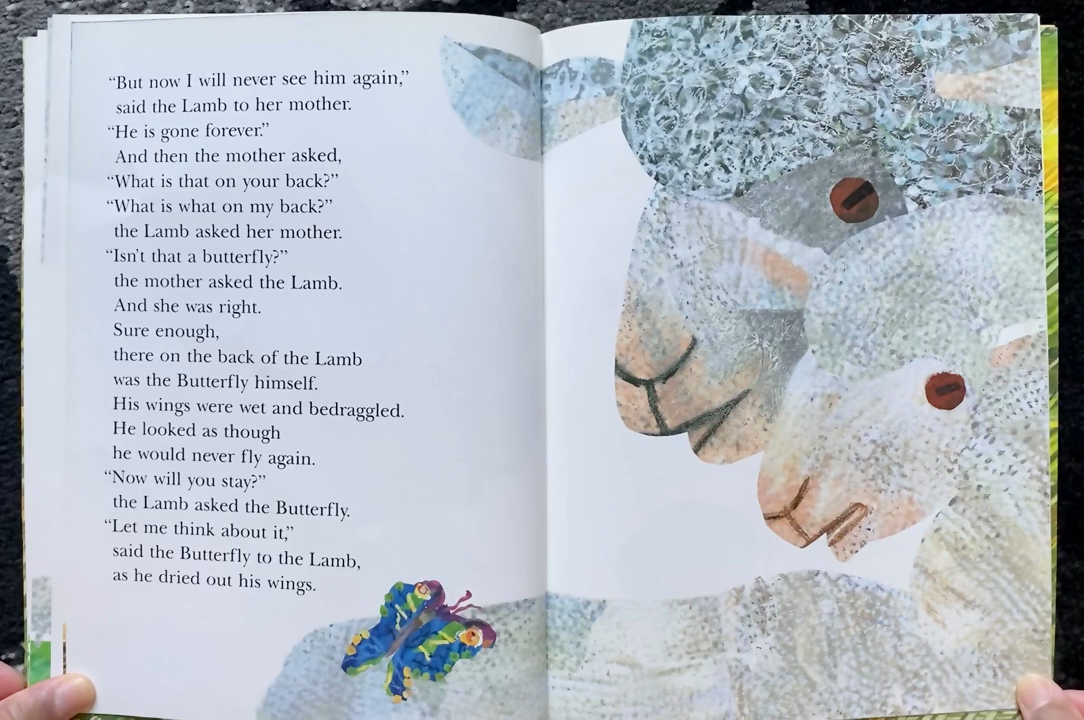 “But now I will never see him again,”
said the Lamb to her mother.
“He is gone forever.”
And then the mother asked,
“What is that on your back?”
“What is what on my back?”
the Lamb asked her mother.
“Isn’t that a butterfly?”
the mother asked the Lamb.
And she was right.
Sure enough,
there on the back of the Lamb
was the Butterfly himself.
His wings were wet and bedraggled.
He looked as though
he would never fly again.
“Now will you stay?”
the Lamb asked the Butterfly.
“Let me think about it,”
said the Butterfly to the Lamb,
as he dried out his wings.